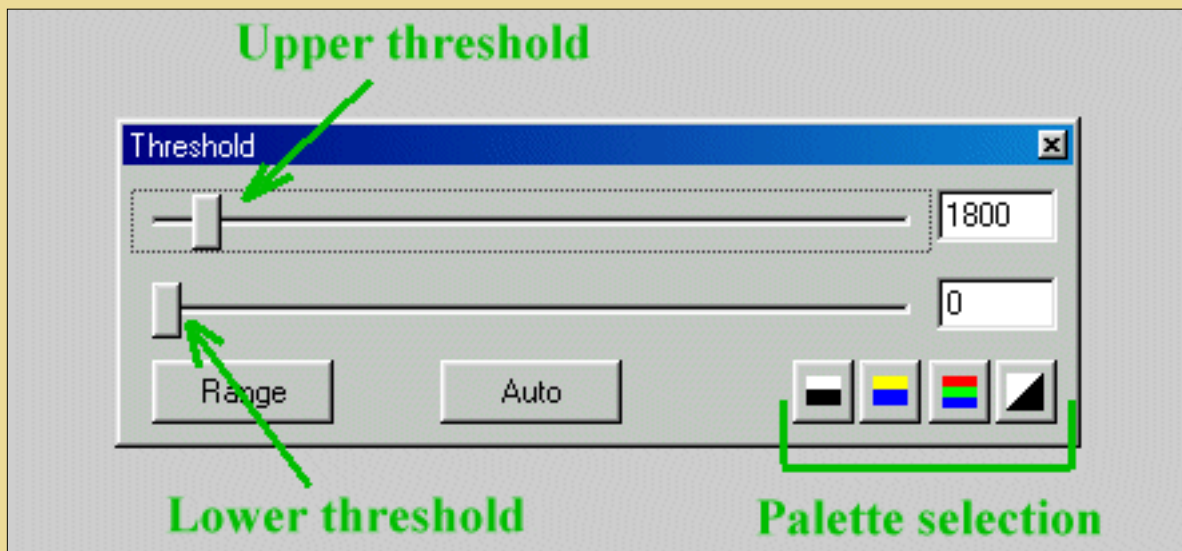 Upper threshold
Threshold
1800
0
Range
Auto
Lower threshold
Palette selection